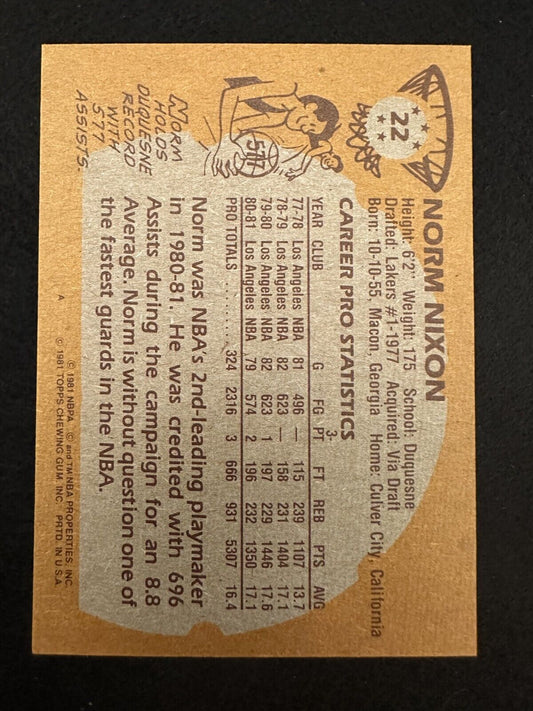 22
NORM NIXON
Height: 6'2" Weight: 175 School: Duquesne
Drafted: Lakers #1-1977 Acquired: Via Draft
Born: 10-10-55, Macon, Georgia Home: Culver City, California
NORM
HOLDS
DUQUESNE
RECORD
WITH
577
ASSISTS.
577
CAREER PRO STATISTICS
3-
YEAR CLUB G FG PT FT REB PTS AVG
77-78 Los Angeles NBA 81 496 — 115 239 1107 13.7
78-79 Los Angeles NBA 82 623 — 158 231 1404 17.1
79-80 Los Angeles NBA 82 623 1 197 229 1446 17.6
80-81 Los Angeles NBA 79 574 2 196 232 1350 17.1
PRO TOTALS . . . . . . . . . . 324 2316 3 666 931 5307 16.4
Norm was NBA's 2nd-leading playmaker
in 1980-81. He was credited with 696
Assists during the campaign for an 8.8
Average. Norm is without question one of
the fastest guards in the NBA.
© 1981 NBPA. © and TM NBA PROPERTIES, INC.
A © 1981 TOPPS CHEWING GUM, INC. PRTD. IN U.S.A.